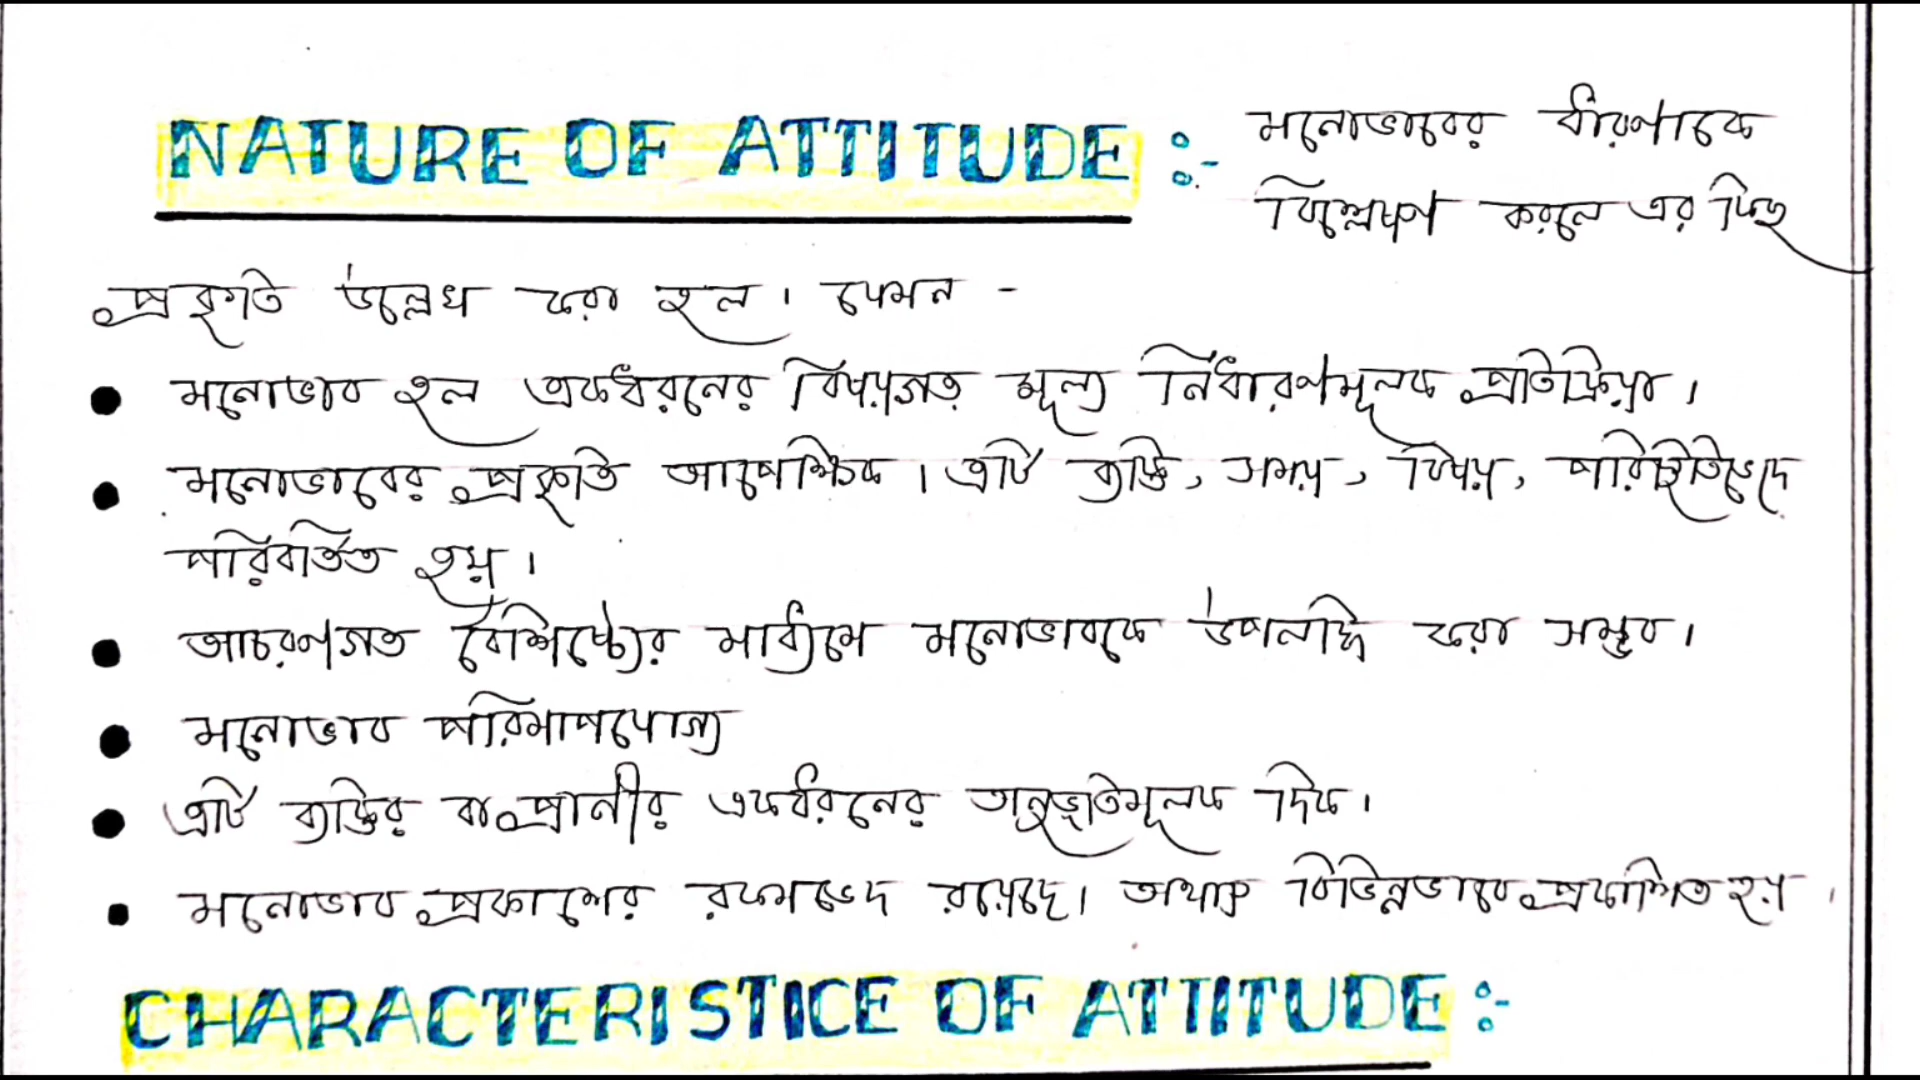 NATURE OF ATTITUDE :- মনোভাবের ধারণাকে
বিশ্লেষণ করলে এর কিছু
প্রকৃতি উল্লেখ করা হল। যেমন -
● মনোভাব হল একধরনের বিষয়গত মূল্য নির্ধারণমূলক প্রতিক্রিয়া।
● মনোভাবের প্রকৃতি আপেক্ষিক। এটি ব্যক্তি, সময়, বিষয়, পরিস্থিতিভেদে
পরিবর্তিত হয়।
● আচরণগত বৈশিষ্ট্যের মাধ্যমে মনোভাবকে উপলব্ধি করা সম্ভব।
● মনোভাব পরিমাপযোগ্য
● এটি ব্যক্তির বা প্রানীর একধরনের অনুভূতিমূলক দিক।
● মনোভাব প্রকাশের রকমভেদ রয়েছে। অর্থাৎ বিভিন্নভাবে প্রকাশিত হয়।
CHARACTERISTICE OF ATTITUDE :-